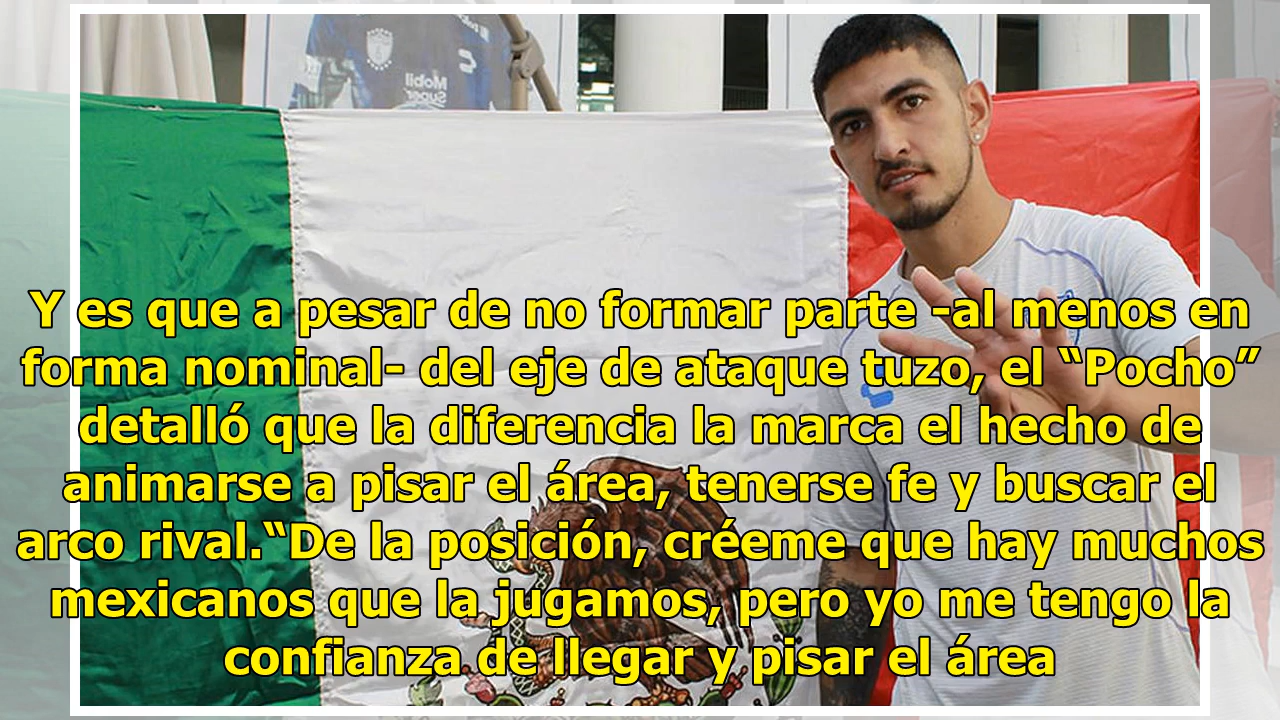 Mobil
Super
Y es que a pesar de no formar parte -al menos en
forma nominal- del eje de ataque tuzo, el “Pocho”
detalló que la diferencia la marca el hecho de
animarse a pisar el área, tenerse fe y buscar el
arco rival.“De la posición, créeme que hay muchos
mexicanos que la jugamos, pero yo me tengo la
confianza de llegar y pisar el área